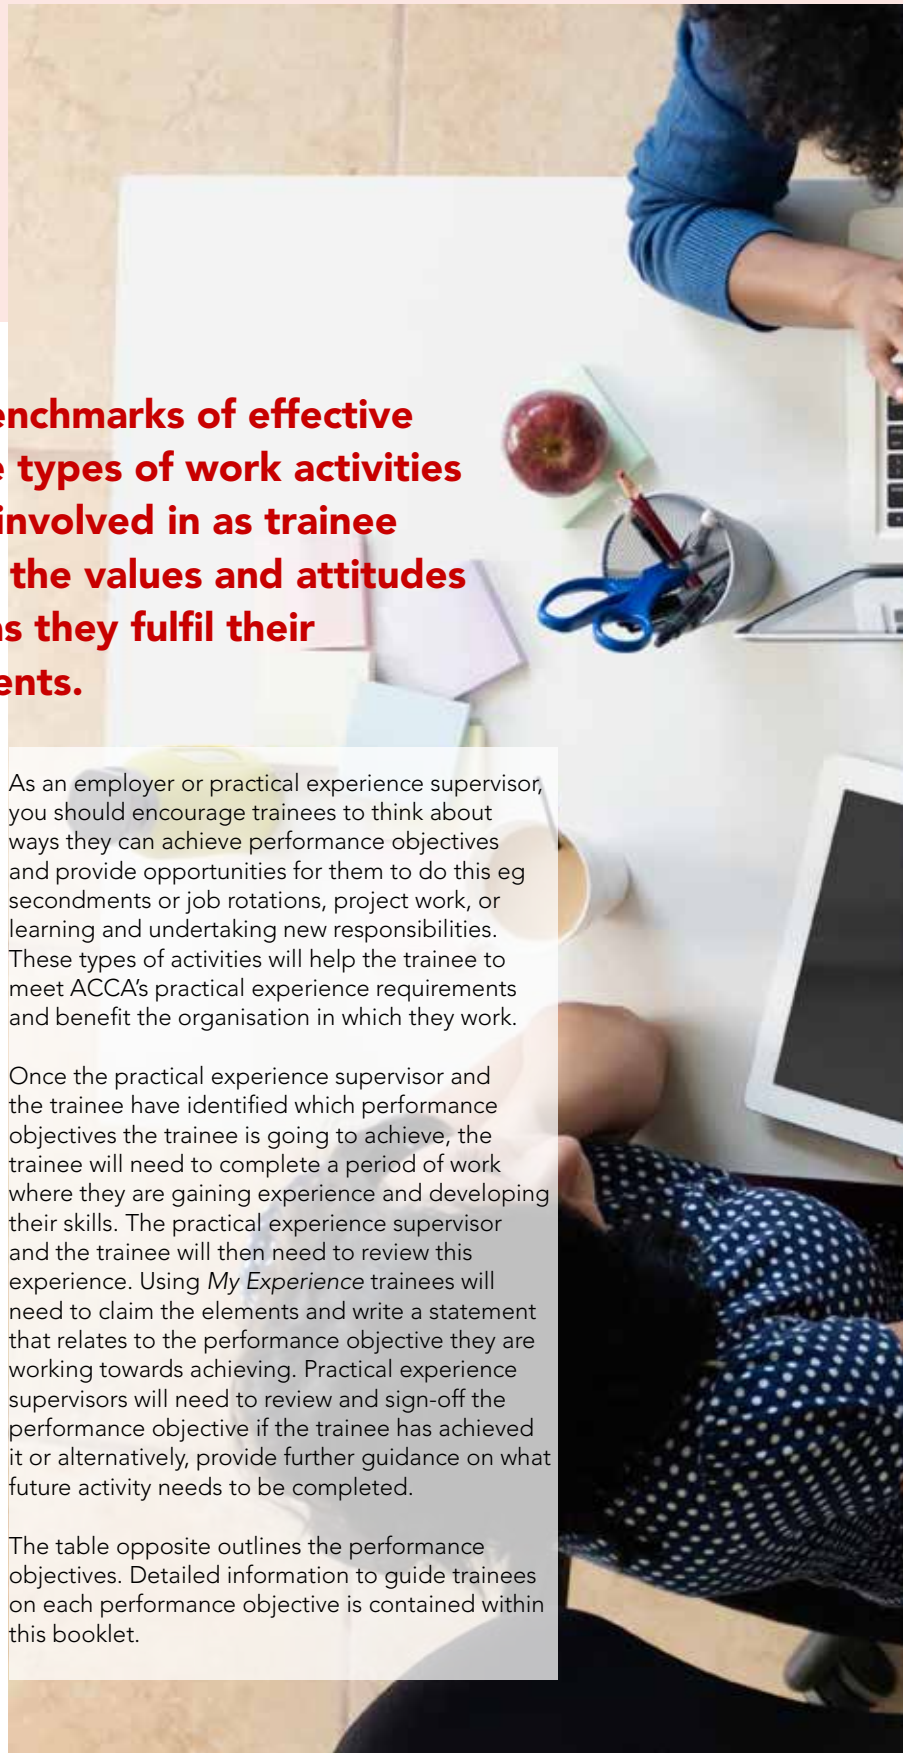 enchmarks of effective
types of work activities
involved in as trainee
the values and attitudes
as they fulfil their
ents.
As an employer or practical experience supervisor,
you should encourage trainees to think about
ways they can achieve performance objectives
and provide opportunities for them to do this eg
secondments or job rotations, project work, or
learning and undertaking new responsibilities.
These types of activities will help the trainee to
meet ACCA’s practical experience requirements
and benefit the organisation in which they work.
Once the practical experience supervisor and
the trainee have identified which performance
objectives the trainee is going to achieve, the
trainee will need to complete a period of work
where they are gaining experience and developing
their skills. The practical experience supervisor
and the trainee will then need to review this
experience. Using My Experience trainees will
need to claim the elements and write a statement
that relates to the performance objective they are
working towards achieving. Practical experience
supervisors will need to review and sign-off the
performance objective if the trainee has achieved
it or alternatively, provide further guidance on what
future activity needs to be completed.
The table opposite outlines the performance
objectives. Detailed information to guide trainees
on each performance objective is contained within
this booklet.